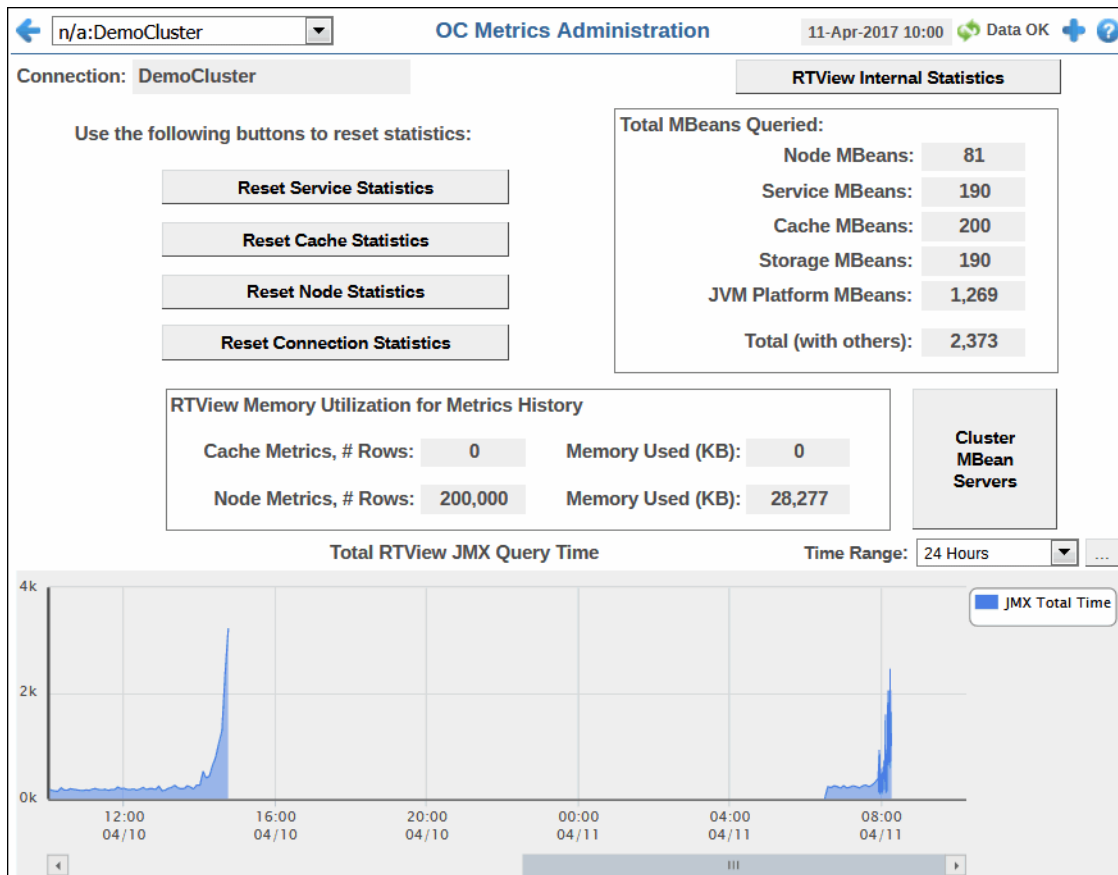 n/a:DemoCluster
OC Metrics Administration
11-Apr-2017 10:00
Data OK
?
Connection: DemoCluster
RTView Internal Statistics
Use the following buttons to reset statistics:
Reset Service Statistics
Reset Cache Statistics
Reset Node Statistics
Reset Connection Statistics
Total MBeans Queried:
Node MBeans: 81
Service MBeans: 190
Cache MBeans: 200
Storage MBeans: 190
JVM Platform MBeans: 1,269
Total (with others): 2,373
RTView Memory Utilization for Metrics History
Cache Metrics, # Rows: 0 Memory Used (KB): 0
Node Metrics, # Rows: 200,000 Memory Used (KB): 28,277
Cluster
MBean
Servers
Total RTView JMX Query Time
Time Range: 24 Hours ...
4k
2k
0k
JMX Total Time
12:00 16:00 20:00 00:00 04:00 08:00
04/10 04/10 04/10 04/11 04/11 04/11